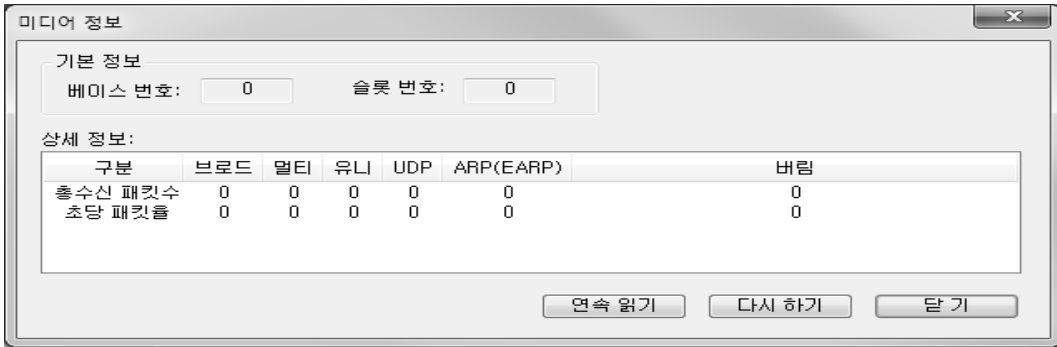 미디어 정보
기본 정보
베이스 번호: 0 슬롯 번호: 0
상세 정보:
구분 브로드 멀티 유니 UDP ARP(EARP) 버림
총수신 패킷수 0 0 0 0 0 0
초당 패킷율 0 0 0 0 0 0
연속 읽기 다시 하기 닫 기